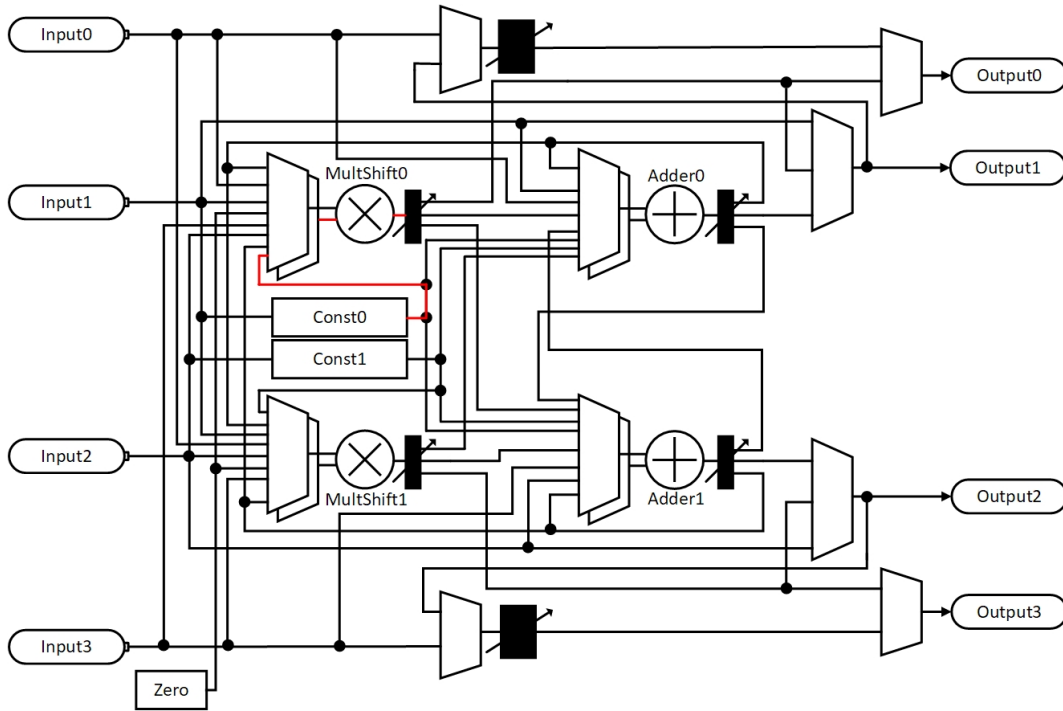 Input0
Output0
MultShift0
Adder0
Output1
Input1
Const0
Const1
Input2
MultShift1
Adder1
Output2
Output3
Input3
Zero